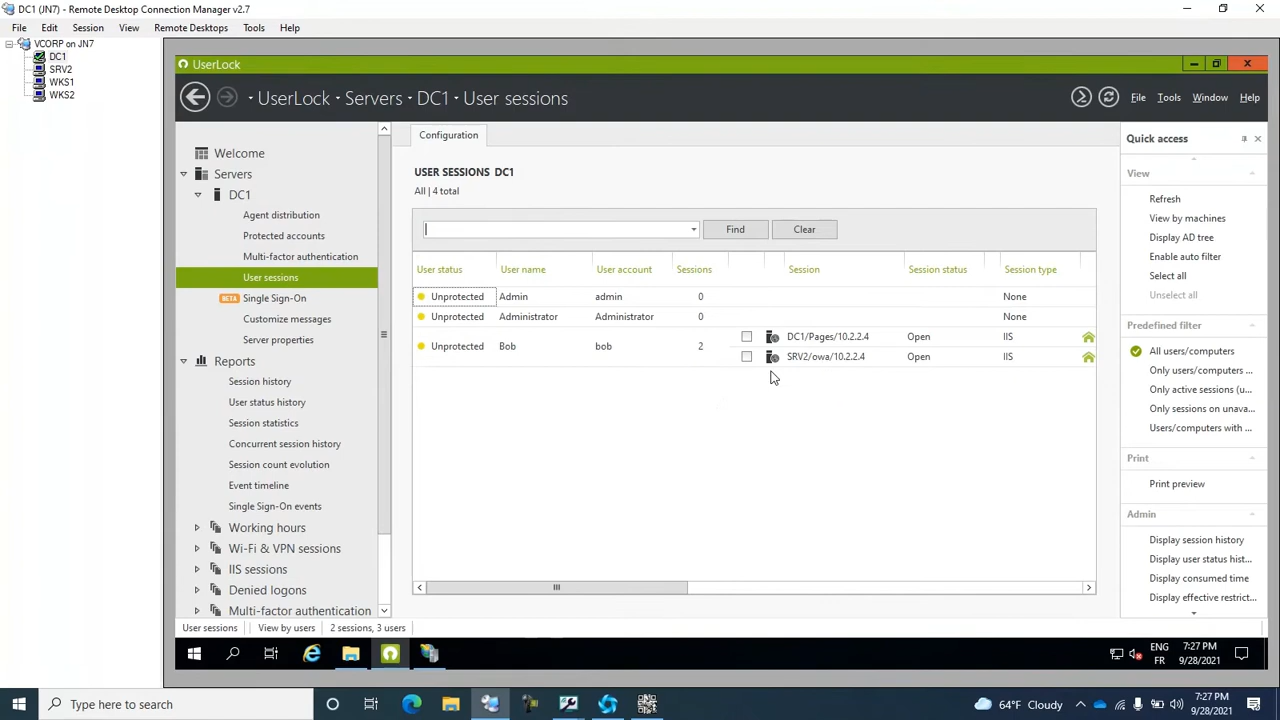 DC1 (JN7) - Remote Desktop Connection Manager v2.7
File Edit Session View Remote Desktops Tools Help
VCORP on JN7
DC1
SRV2
WKS1
WKS2
UserLock
UserLock Servers DC1 User sessions
File Tools Window Help
Welcome
Servers
DC1
Agent distribution
Protected accounts
Multi-factor authentication
User sessions
BETA Single Sign-On
Customize messages
Server properties
Reports
Session history
User status history
Session statistics
Concurrent session history
Session count evolution
Event timeline
Single Sign-On events
Working hours
Wi-Fi & VPN sessions
IIS sessions
Denied logons
Multi-factor authentication
Configuration
USER SESSIONS DC1
All | 4 total
Find Clear
User status User name User account Sessions Session Session status Session type
Unprotected Admin admin 0 None
Unprotected Administrator Administrator 0 None
Unprotected Bob bob 2
DC1/Pages/10.2.2.4 Open IIS
SRV2/owa/10.2.2.4 Open IIS
Quick access
View
Refresh
View by machines
Display AD tree
Enable auto filter
Select all
Unselect all
Predefined filter
All users/computers
Only users/computers ...
Only active sessions (u...
Only sessions on unava...
Users/computers with ...
Print
Print preview
Admin
Display session history
Display user status hist...
Display consumed time
Display effective restrict...
User sessions View by users 2 sessions, 3 users
ENG
FR
7:27 PM
9/28/2021
Type here to search
64°F Cloudy
7:27 PM
9/28/2021